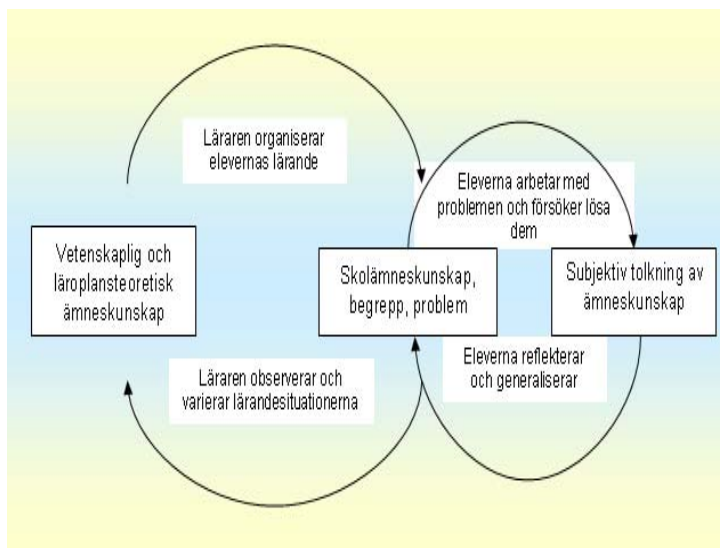 Läraren organiserar
elevernas lärande
Eleverna arbetar med
problemen och försöker lösa
dem
Vetenskaplig och
läroplansteoretisk
ämneskunskap
Skolämneskunskap,
begrepp, problem
Subjektiv tolkning av
ämneskunskap
Läraren observerar och
varierar lärandesituationerna
Eleverna reflekterar
och generaliserar